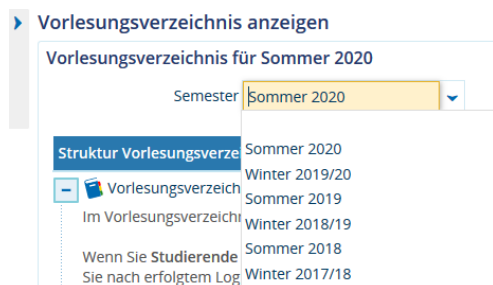 Vorlesungsverzeichnis anzeigen
Vorlesungsverzeichnis für Sommer 2020
Semester Sommer 2020
Sommer 2020
Winter 2019/20
Sommer 2019
Winter 2018/19
Sommer 2018
Winter 2017/18
Struktur Vorlesungsverze
Vorlesungsverzeich
Im Vorlesungsverzeichn
Wenn Sie Studierende
Sie nach erfolgtem Log